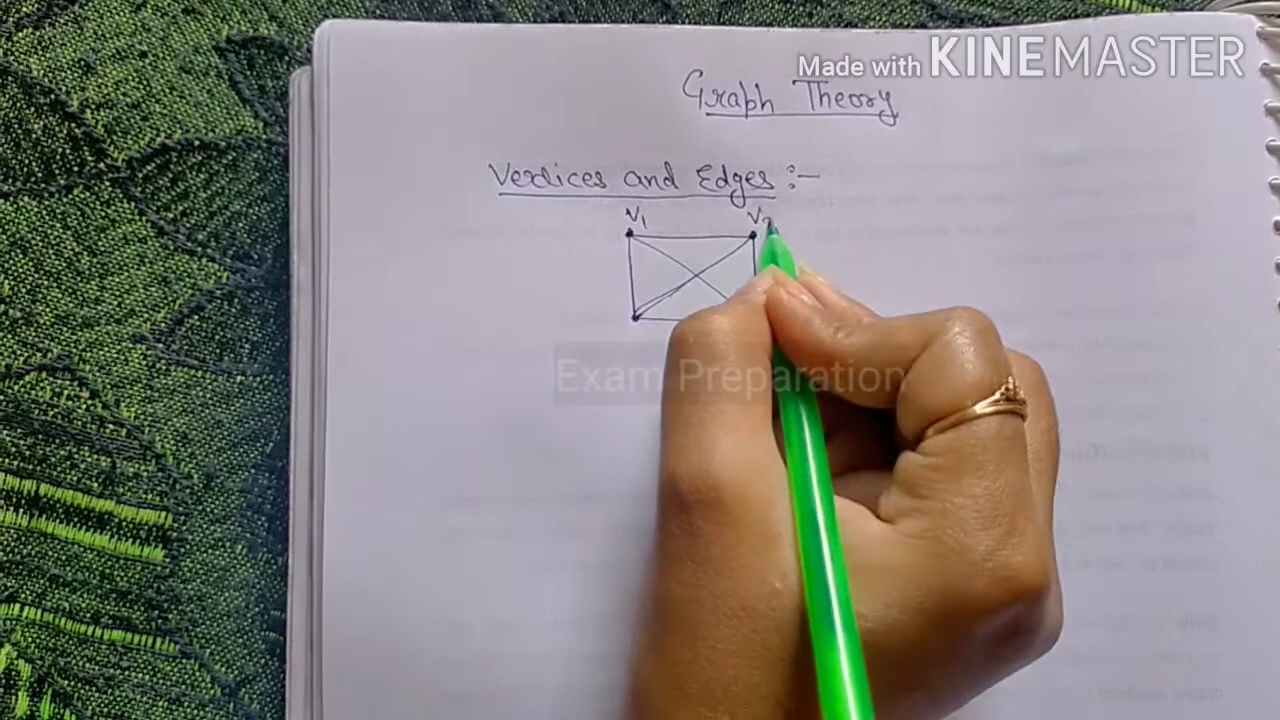 Made with KINEMASTER
Graph Theory
Vertices and Edges :-
V1 V2
Exam Preparation